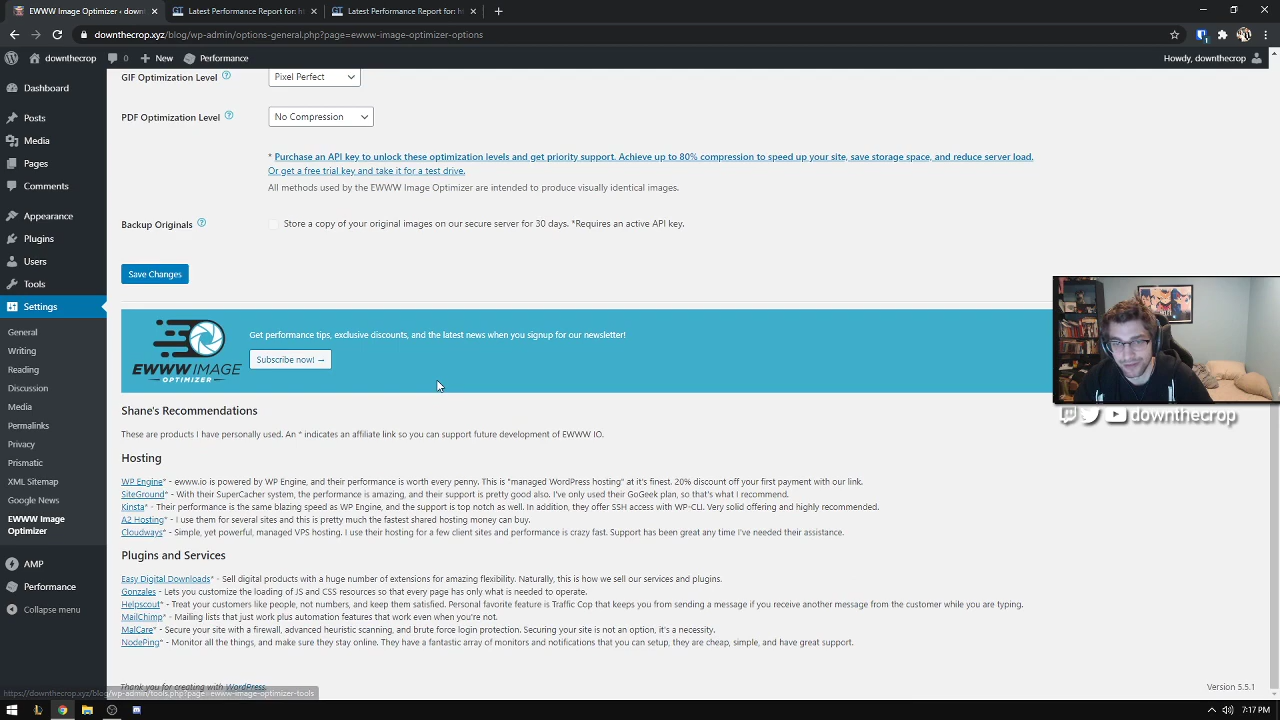 EWWW Image Optimizer ‹ down
Latest Performance Report for: h
Latest Performance Report for: h
downthecrop.xyz/blog/wp-admin/options-general.php?page=ewww-image-optimizer-options
downthecrop
0
New
Performance
Howdy, downthecrop
Dashboard
Posts
Media
Pages
Comments
Appearance
Plugins
Users
Tools
Settings
General
Writing
Reading
Discussion
Media
Permalinks
Privacy
Prismatic
XML Sitemap
Google News
EWWW Image
Optimizer
AMP
Performance
Collapse menu
GIF Optimization Level
Pixel Perfect
PDF Optimization Level
No Compression
* Purchase an API key to unlock these optimization levels and get priority support. Achieve up to 80% compression to speed up your site, save storage space, and reduce server load.
Or get a free trial key and take it for a test drive.
All methods used by the EWWW Image Optimizer are intended to produce visually identical images.
Backup Originals
Store a copy of your original images on our secure server for 30 days. *Requires an active API key.
Save Changes
EWWW IMAGE
OPTIMIZER
Get performance tips, exclusive discounts, and the latest news when you signup for our newsletter!
Subscribe now! →
downthecrop
Shane's Recommendations
These are products I have personally used. An * indicates an affiliate link so you can support future development of EWWW IO.
Hosting
WP Engine* - ewww.io is powered by WP Engine, and their performance is worth every penny. This is "managed WordPress hosting" at it's finest. 20% discount off your first payment with our link.
SiteGround* - With their SuperCacher system, the performance is amazing, and their support is pretty good also. I've only used their GoGeek plan, so that's what I recommend.
Kinsta* - Their performance is the same blazing speed as WP Engine, and the support is top notch as well. In addition, they offer SSH access with WP-CLI. Very solid offering and highly recommended.
A2 Hosting* - I use them for several sites and this is pretty much the fastest shared hosting money can buy.
Cloudways* - Simple, yet powerful, managed VPS hosting. I use their hosting for a few client sites and performance is crazy fast. Support has been great any time I've needed their assistance.
Plugins and Services
Easy Digital Downloads* - Sell digital products with a huge number of extensions for amazing flexibility. Naturally, this is how we sell our services and plugins.
Gonzales - Lets you customize the loading of JS and CSS resources so that every page has only what is needed to operate.
Helpscout* - Treat your customers like people, not numbers, and keep them satisfied. Personal favorite feature is Traffic Cop that keeps you from sending a message if you receive another message from the customer while you are typing.
MailChimp* - Mailing lists that just work plus automation features that work even when you're not.
MalCare* - Secure your site with a firewall, advanced heuristic scanning, and brute force login protection. Securing your site is not an option, it's a necessity.
NodePing* - Monitor all the things, and make sure they stay online. They have a fantastic array of monitors and notifications that you can setup, they are cheap, simple, and have great support.
Thank you for creating with WordPress.
Version 5.5.1
https://downthecrop.xyz/blog/wp-admin/tools.php?page=ewww-image-optimizer-tools
7:17 PM